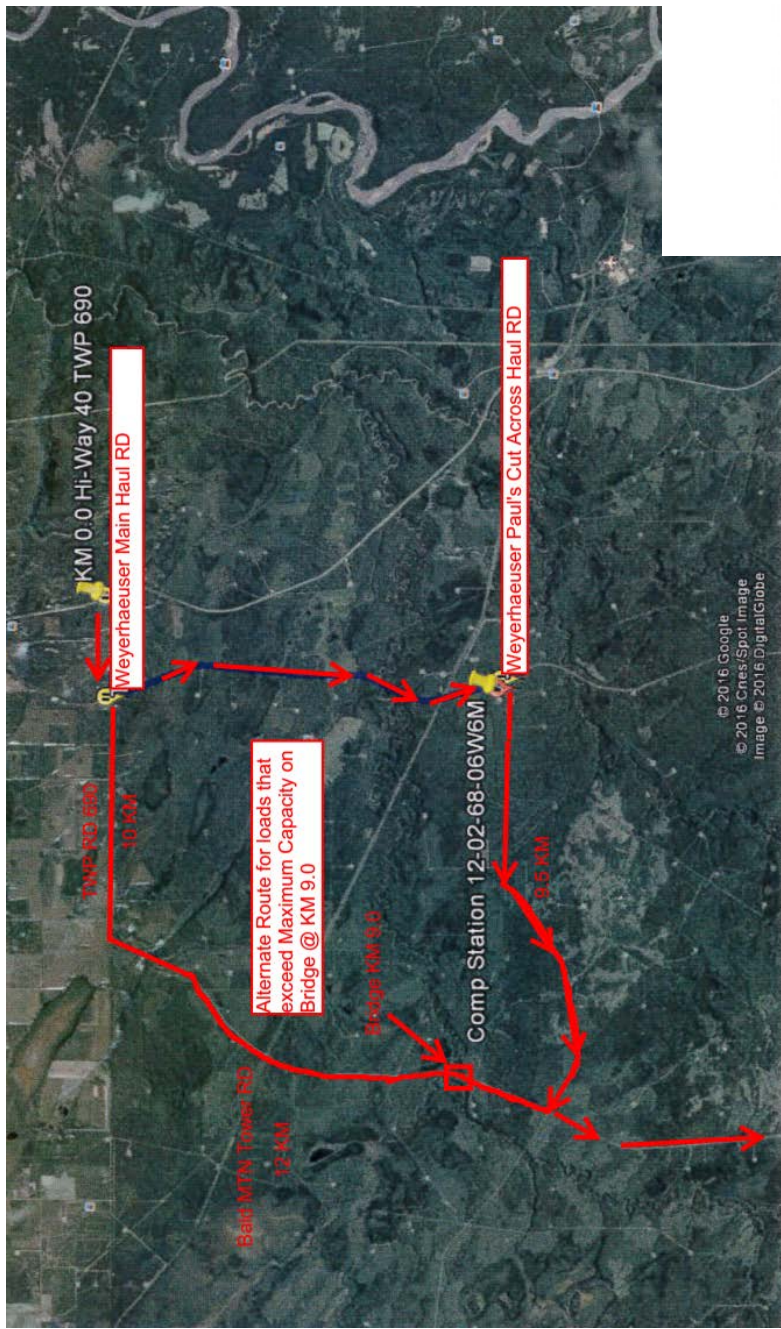 KM 0.0 Hi-Way 40 TWP 690
Weyerhaeuser Main Haul RD
TWP RD 690
10 KM
Alternate Route for loads that
exceed Maximum Capacity on
Bridge @ KM 9.0
Bald MTN Tower RD
12 KM
Bridge KM 9.0
Comp Station 12-02-68-06W6M
Weyerhaeuser Paul's Cut Across Haul RD
9.5 KM
© 2016 Google
© 2016 Cnes/Spot Image
Image © 2016 DigitalGlobe